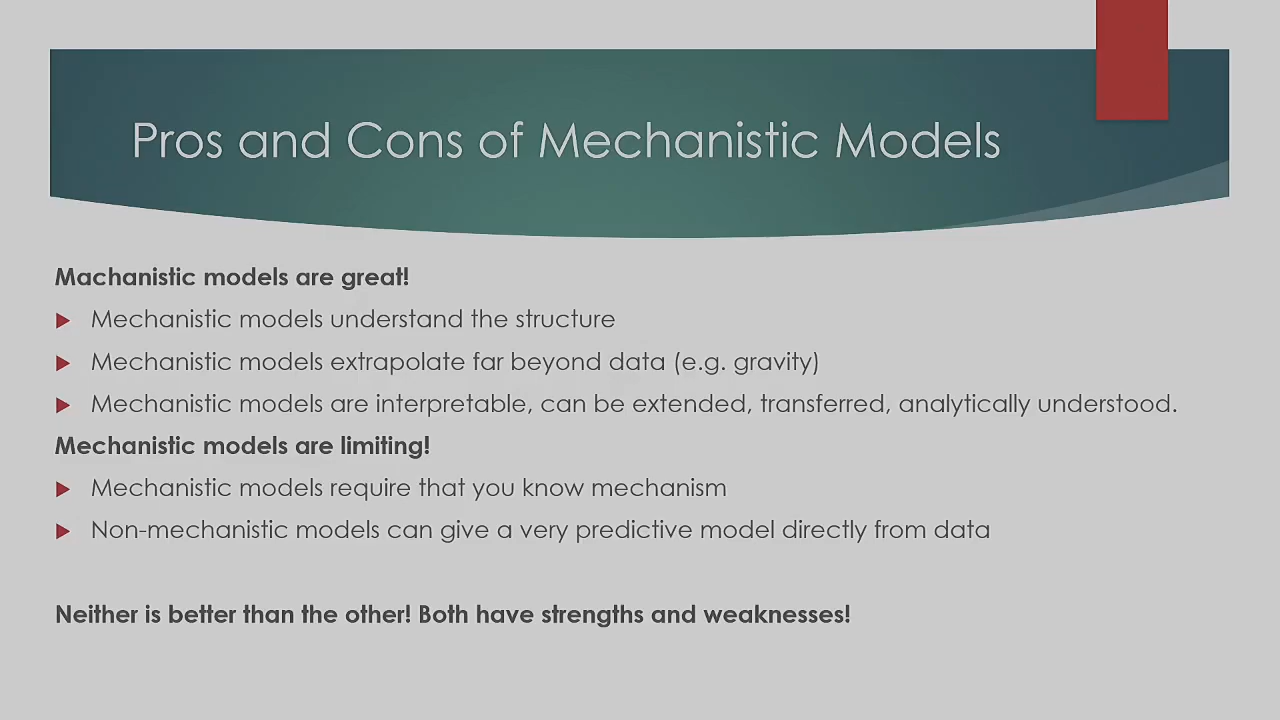 Pros and Cons of Mechanistic Models
Machanistic models are great!
Mechanistic models understand the structure
Mechanistic models extrapolate far beyond data (e.g. gravity)
Mechanistic models are interpretable, can be extended, transferred, analytically understood.
Mechanistic models are limiting!
Mechanistic models require that you know mechanism
Non-mechanistic models can give a very predictive model directly from data
Neither is better than the other! Both have strengths and weaknesses!